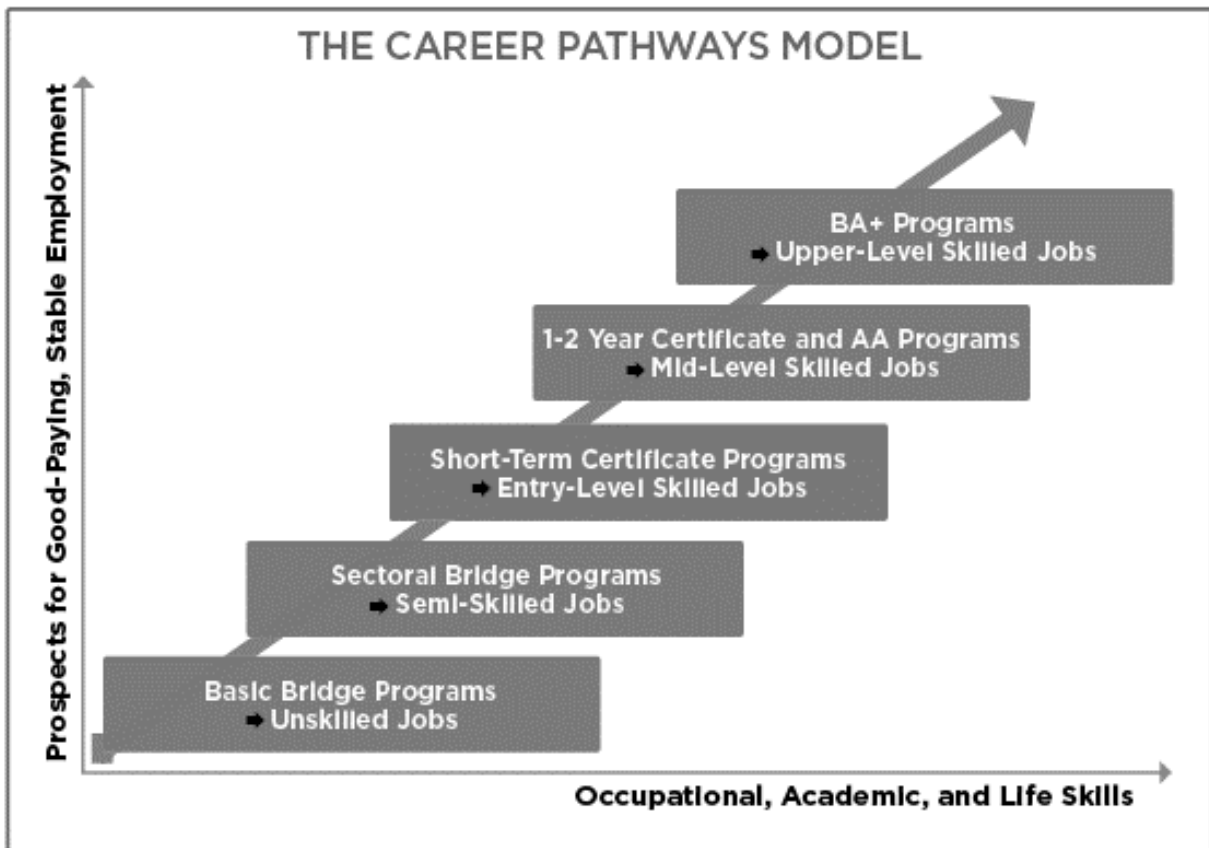 THE CAREER PATHWAYS MODEL
Prospects for Good-Paying, Stable Employment
BA+ Programs
➡ Upper-Level Skilled Jobs
1-2 Year Certificate and AA Programs
➡ Mid-Level Skilled Jobs
Short-Term Certificate Programs
➡ Entry-Level Skilled Jobs
Sectoral Bridge Programs
➡ Semi-Skilled Jobs
Basic Bridge Programs
➡ Unskilled Jobs
Occupational, Academic, and Life Skills